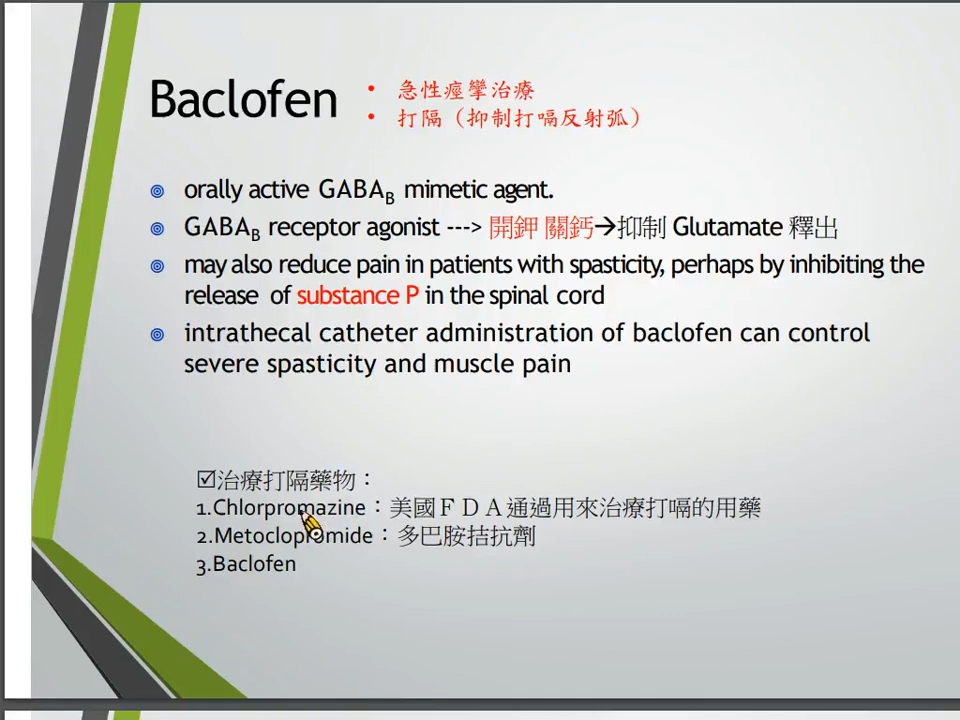 Baclofen
• 急性痙攣治療
• 打隔（抑制打嗝反射弧）
orally active GABAB mimetic agent.
GABAB receptor agonist ---> 開鉀 關鈣→抑制 Glutamate 釋出
may also reduce pain in patients with spasticity, perhaps by inhibiting the
release of substance P in the spinal cord
intrathecal catheter administration of baclofen can control
severe spasticity and muscle pain
☑治療打隔藥物：
1.Chlorpromazine：美國ＦＤＡ通過用來治療打嗝的用藥
2.Metoclopromide：多巴胺拮抗劑
3.Baclofen